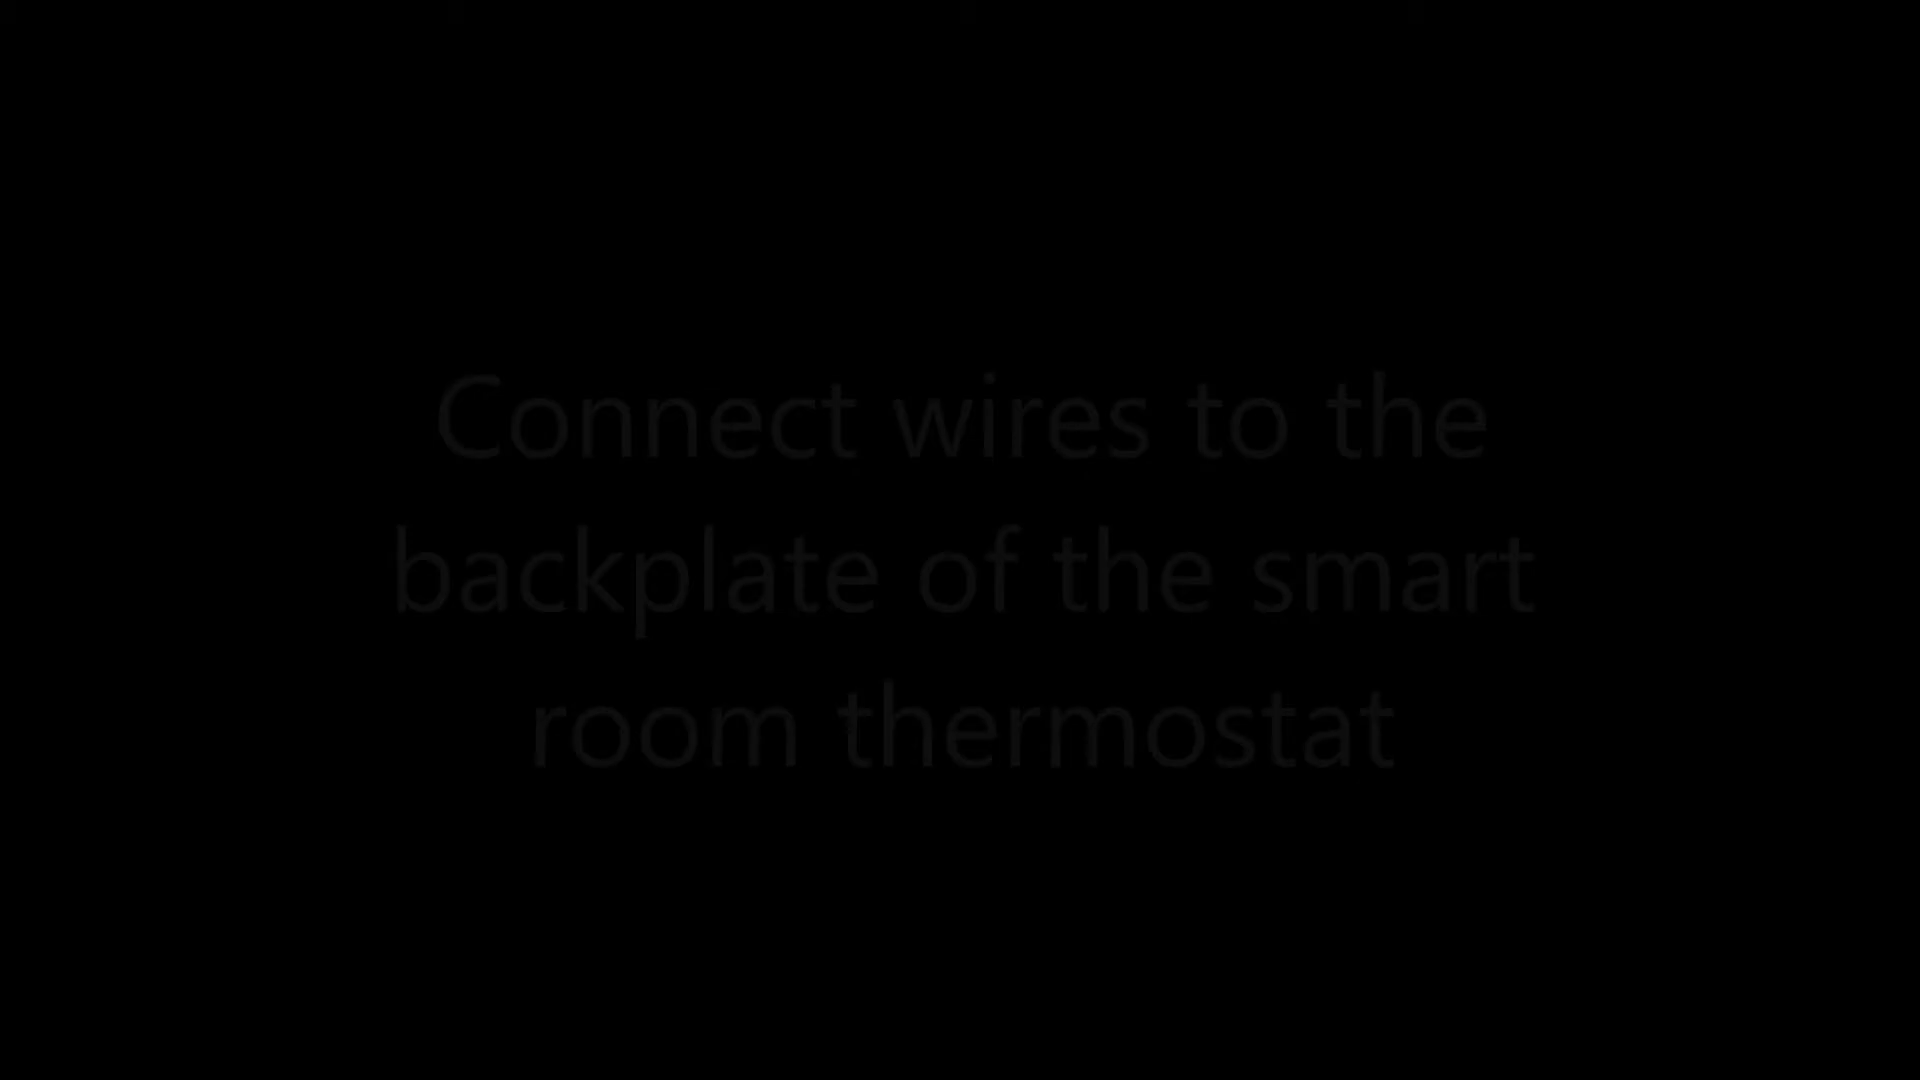 Connect wires to the
backplate of the smart
room thermostat